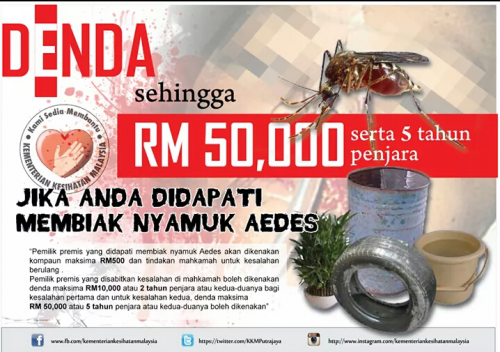 DENDA
sehingga
RM 50,000
serta 5 tahun
penjara
Kami Sedia Membantu
KEMENTERIAN KESIHATAN MALAYSIA
JIKA ANDA DIDAPATI
MEMBIAK NYAMUK AEDES
"Pemilik premis yang didapati membiak nyamuk Aedes akan dikenakan
kompaun maksima RM500 dan tindakan mahkamah untuk kesalahan
berulang .
Pemilik premis yang disabitkan kesalahan di mahkamah boleh dikenakan
denda maksima RM10,000 atau 2 tahun penjara atau kedua-duanya bagi
kesalahan pertama dan untuk kesalahan kedua, denda maksima
RM 50,000 atau 5 tahun penjara atau kedua-duanya boleh dikenakan"
f www.fb.com/kementeriankesihatanmalaysia
https://twitter.com/KKMPutrajaya
http://www.instagram.com/kementeriankesihatanmalaysia